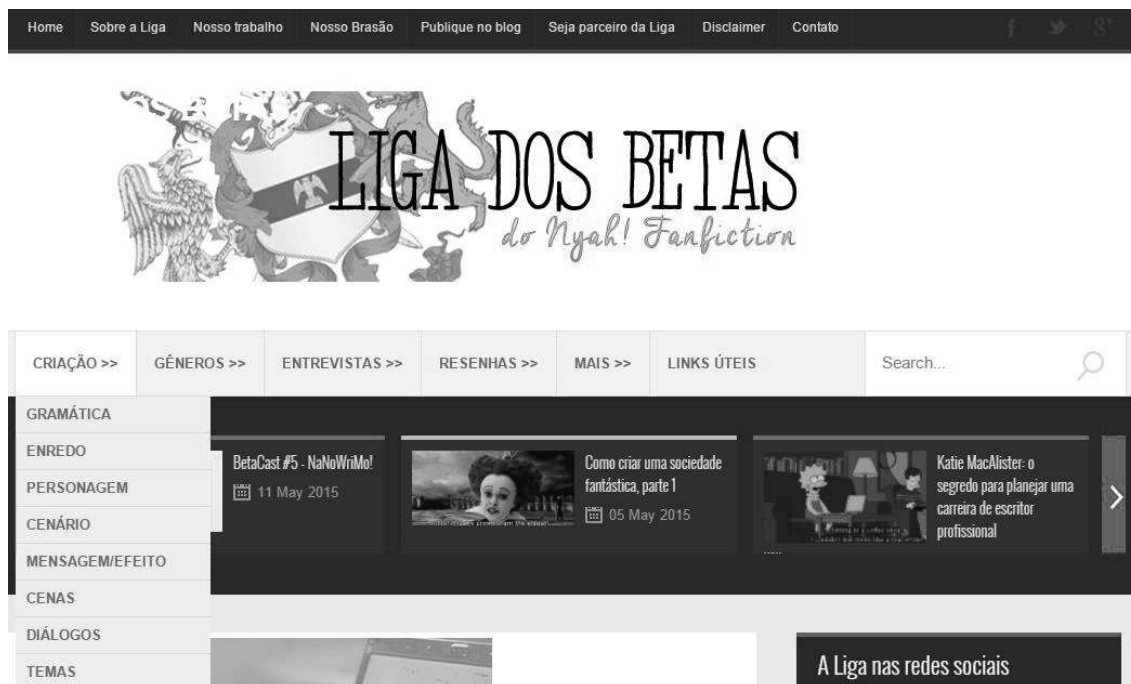 Home Sobre a Liga Nosso trabalho Nosso Brasão Publique no blog Seja parceiro da Liga Disclaimer Contato
LIGA DOS BETAS
do Nyah! Fanfiction
CRIAÇÃO >> GÊNEROS >> ENTREVISTAS >> RESENHAS >> MAIS >> LINKS ÚTEIS Search...
GRAMÁTICA
ENREDO
PERSONAGEM
CENÁRIO
MENSAGEM/EFEITO
CENAS
DIÁLOGOS
TEMAS
BetaCast #5 - NaNoWriMo!
11 May 2015
Como criar uma sociedade
fantástica, parte 1
05 May 2015
Katie MacAlister: o
segredo para planejar uma
carreira de escritor
profissional
A Liga nas redes sociais